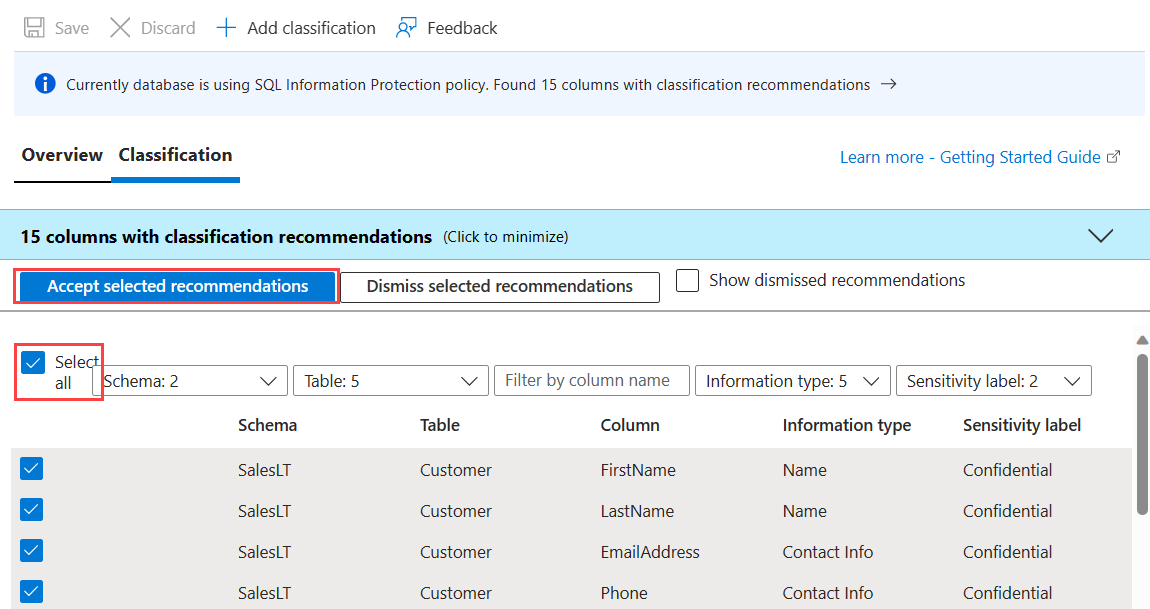 Save Discard Add classification Feedback
Currently database is using SQL Information Protection policy. Found 15 columns with classification recommendations →
Overview Classification Learn more - Getting Started Guide
15 columns with classification recommendations (Click to minimize)
Accept selected recommendations Dismiss selected recommendations Show dismissed recommendations
Select all
Schema: 2 Table: 5 Filter by column name Information type: 5 Sensitivity label: 2
Schema Table Column Information type Sensitivity label
SalesLT Customer FirstName Name Confidential
SalesLT Customer LastName Name Confidential
SalesLT Customer EmailAddress Contact Info Confidential
SalesLT Customer Phone Contact Info Confidential